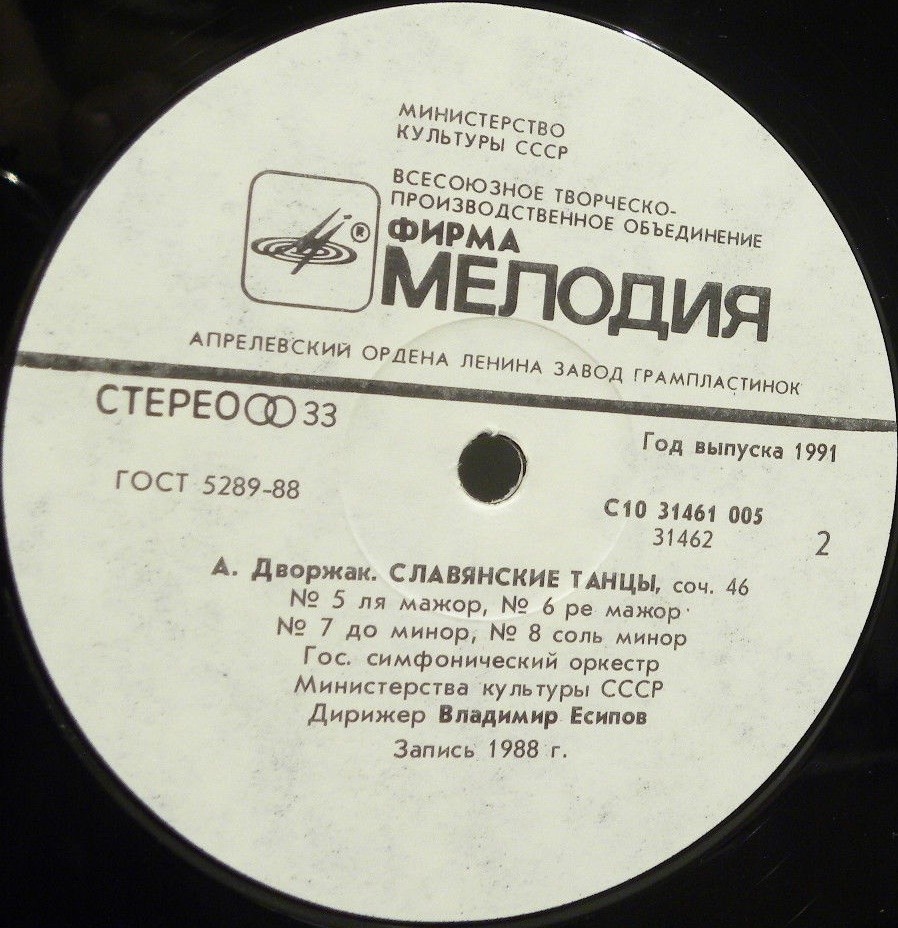 МИНИСТЕРСТВО
КУЛЬТУРЫ СССР
ВСЕСОЮЗНОЕ ТВОРЧЕСКО-
ПРОИЗВОДСТВЕННОЕ ОБЪЕДИНЕНИЕ
ФИРМА
®
МЕЛОДИЯ
АПРЕЛЕВСКИЙ ОРДЕНА ЛЕНИНА ЗАВОД ГРАМПЛАСТИНОК
СТЕРЕО 33
Год выпуска 1991
ГОСТ 5289-88
С10 31461 005
31462
2
А. Дворжак. СЛАВЯНСКИЕ ТАНЦЫ, соч. 46
№ 5 ля мажор, № 6 ре мажор
№ 7 до минор, № 8 соль минор
Гос. симфонический оркестр
Министерства культуры СССР
Дирижер Владимир Есипов
Запись 1988 г.